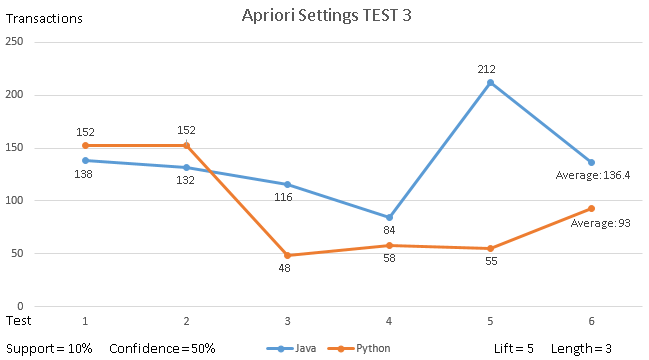 Apriori Settings TEST 3
Transactions
250
200
150
100
50
0
212
152
152
138
132
116
84
Average:136.4
Average:93
48
58
55
Test 1 2 3 4 5 6
Support= 10% Confidence=50% Java Python Lift= 5 Length= 3